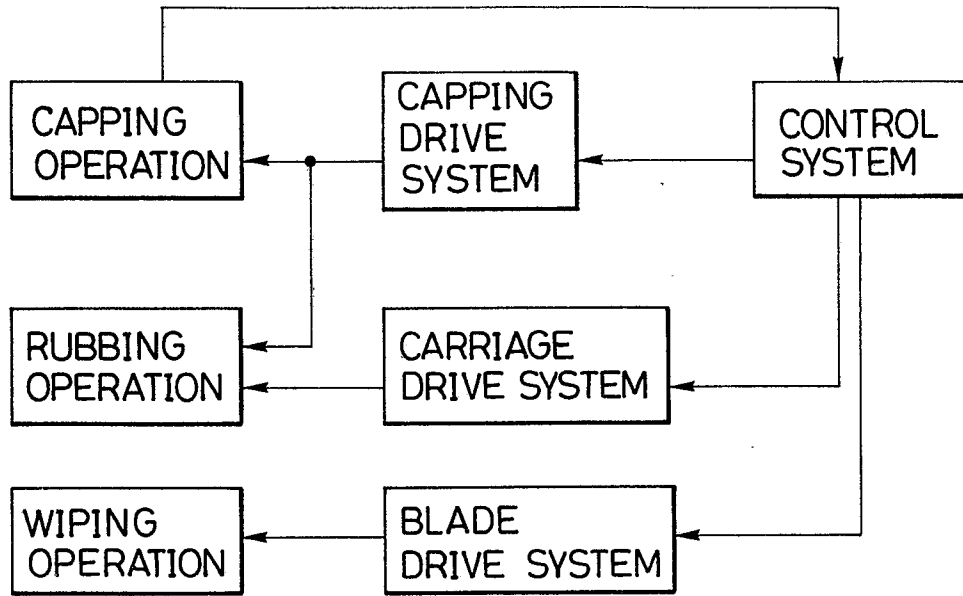 CAPPING
OPERATION
CAPPING
DRIVE
SYSTEM
CONTROL
SYSTEM
RUBBING
OPERATION
CARRIAGE
DRIVE SYSTEM
WIPING
OPERATION
BLADE
DRIVE SYSTEM